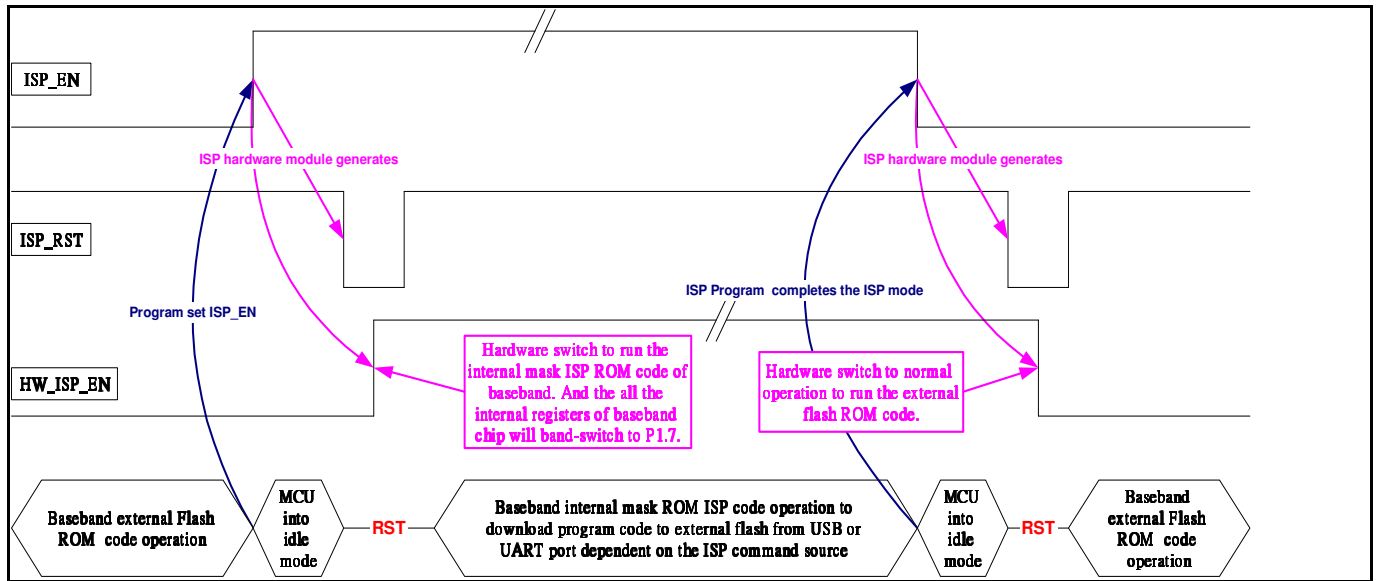 ISP_EN
ISP hardware module generates
ISP hardware module generates
ISP_RST
Program set ISP_EN
ISP Program completes the ISP mode
HW_ISP_EN
Hardware switch to run the
internal mask ISP ROM code of
baseband. And the all the
internal registers of baseband
chip will band-switch to P1.7.
Hardware switch to normal
operation to run the external
flash ROM code.
Baseband external Flash
ROM code operation
MCU
into
idle
mode
RST
Baseband internal mask ROM ISP code operation to
download program code to external flash from USB or
UART port dependent on the ISP command source
MCU
into
idle
mode
RST
Baseband
external Flash
ROM code
operation